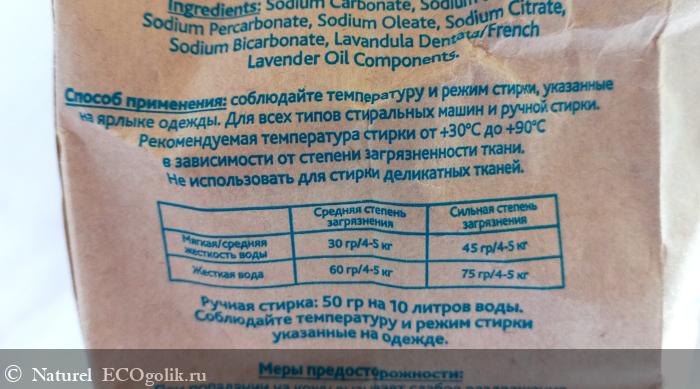 Ingredients: Sodium Carbonate, Sodium
Sodium Percarbonate, Sodium Oleate, Sodium Citrate,
Sodium Bicarbonate, Lavandula Dentata/French
Lavender Oil Components.
Способ применения: соблюдайте температуру и режим стирки, указанные
на ярлыке одежды. Для всех типов стиральных машин и ручной стирки.
Рекомендуемая температура стирки от +30°C до +90°C
в зависимости от степени загрязненности ткани.
Не использовать для стирки деликатных тканей.
Средняя степень загрязнения Сильная степень загрязнения
Мягкая/средняя жесткость воды 30 гр/4-5 кг 45 гр/4-5 кг
Жесткая вода 60 гр/4-5 кг 75 гр/4-5 кг
Ручная стирка: 50 гр на 10 литров воды.
Соблюдайте температуру и режим стирки
указанные на одежде.
Меры предосторожности:
© Naturel ECOgolik.ru